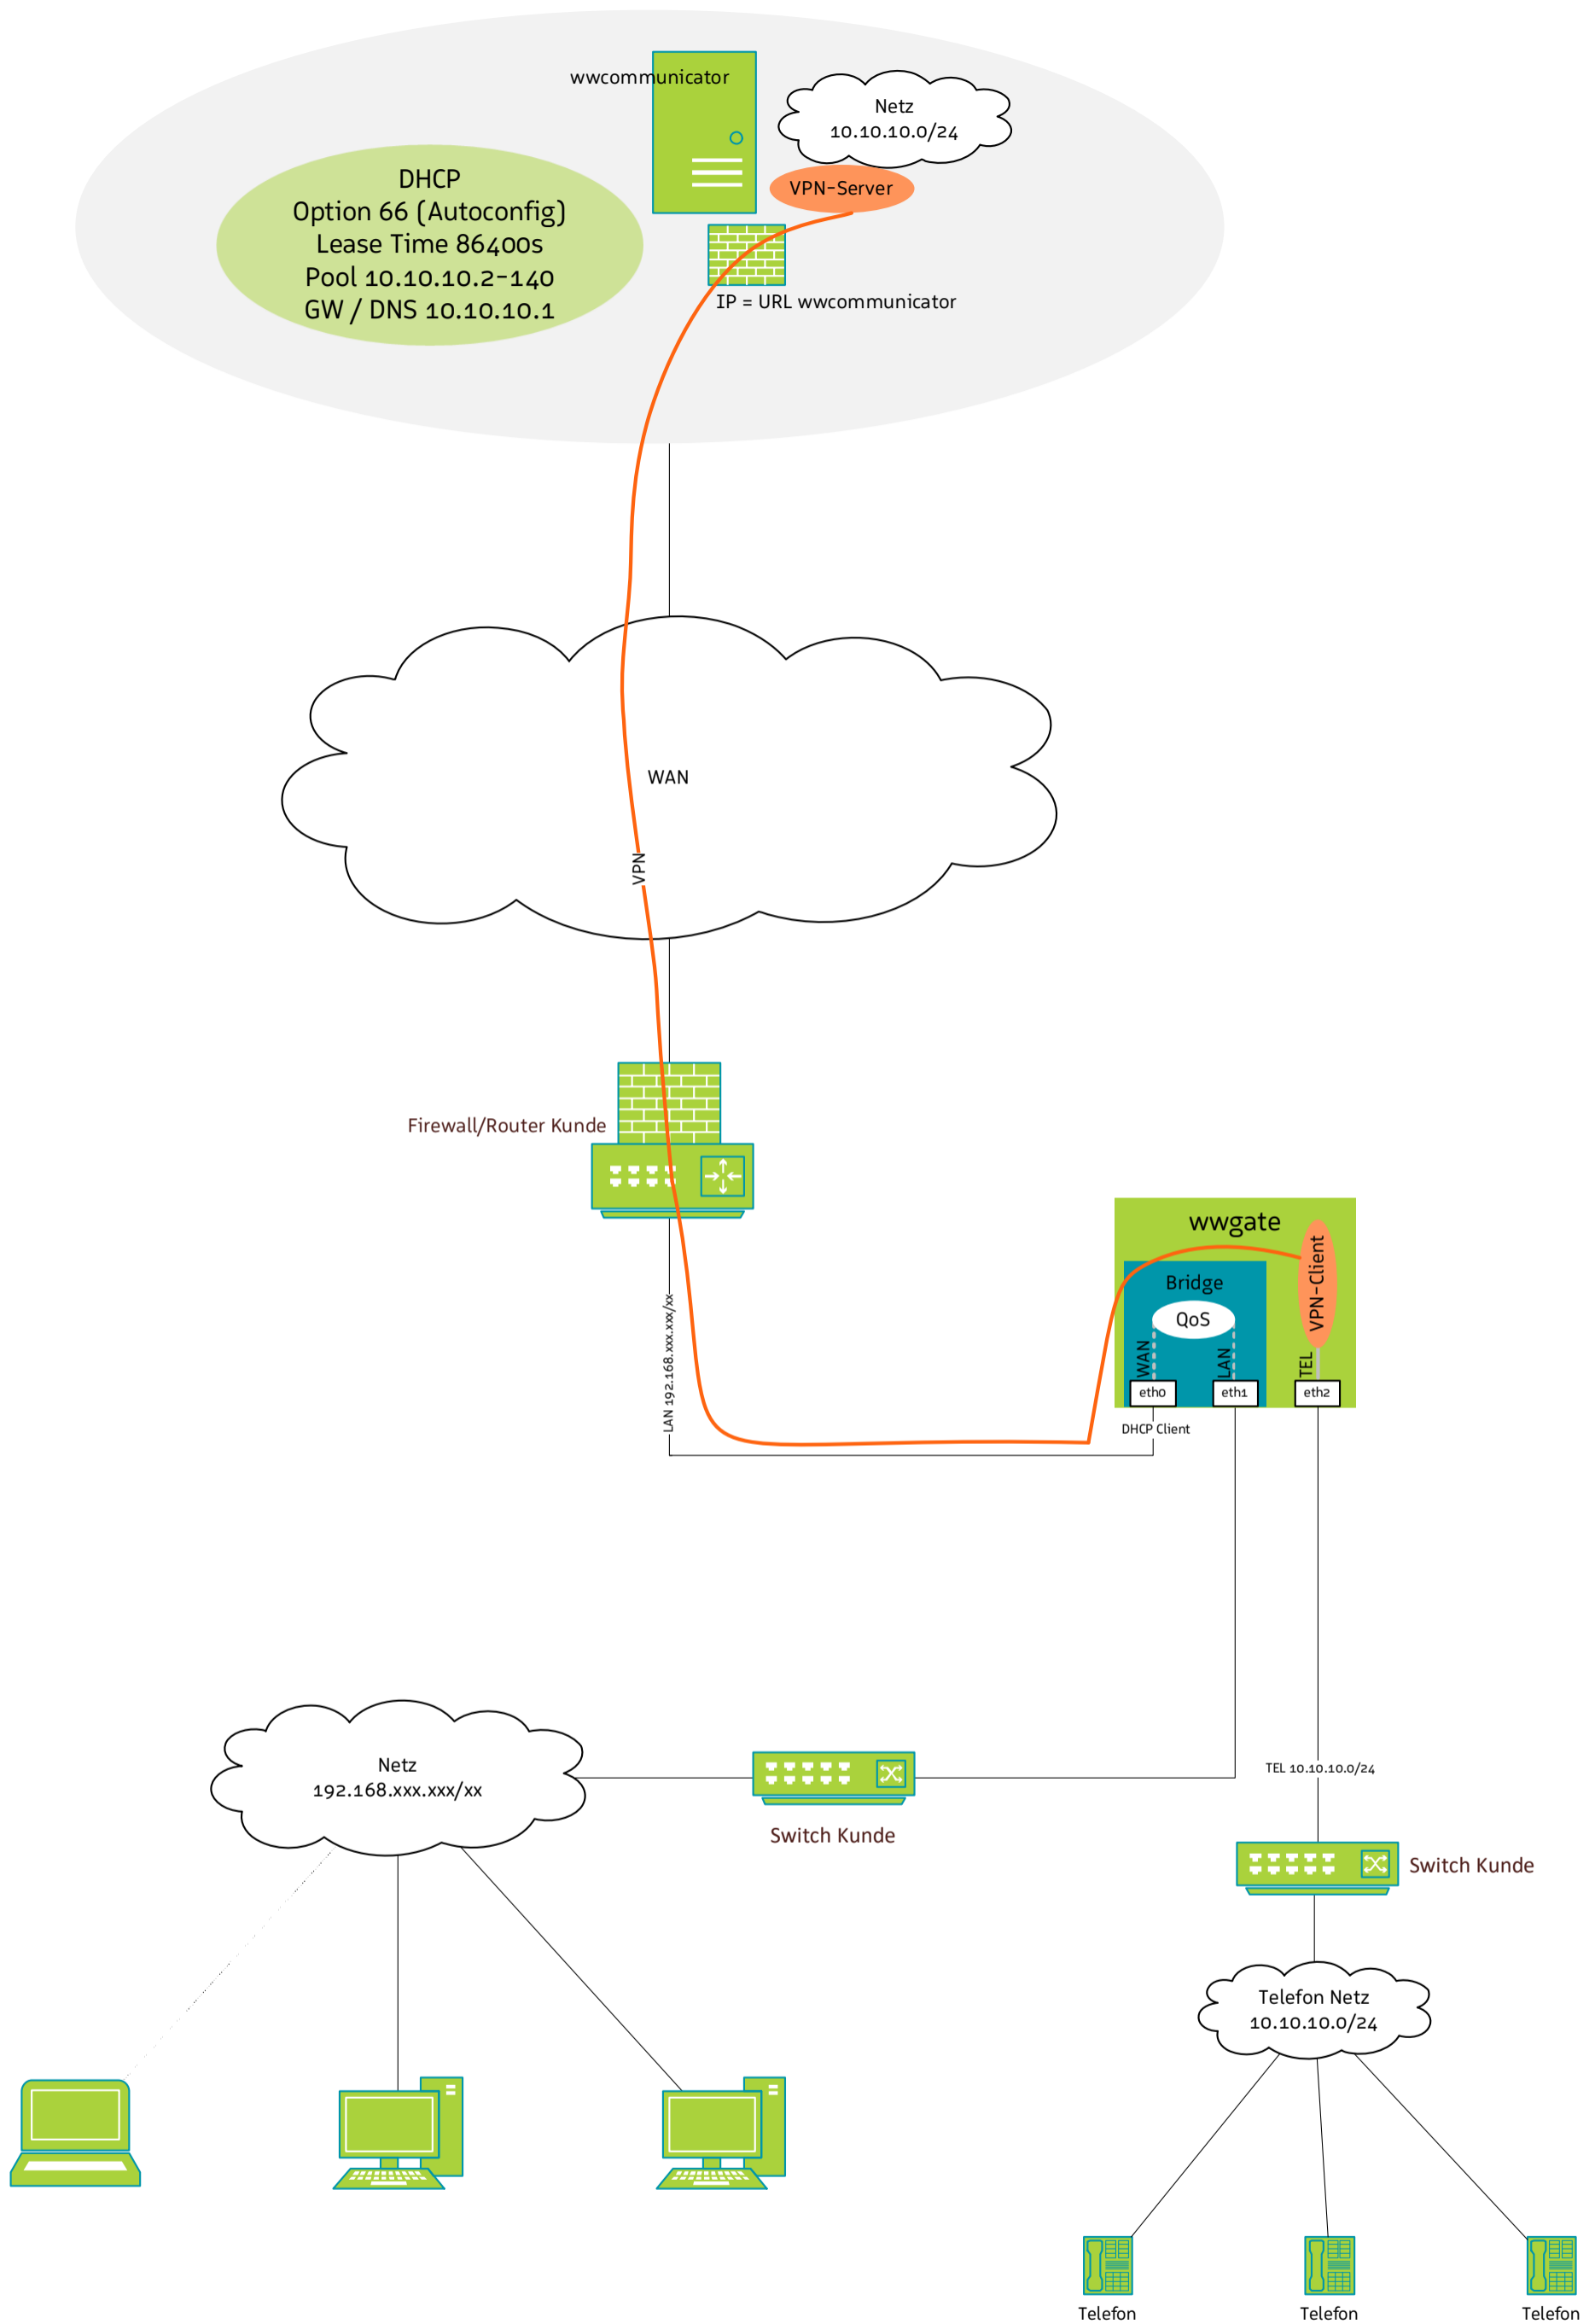 wwcommunicator
Netz
10.10.10.0/24
VPN-Server
DHCP
Option 66 (Autoconfig)
Lease Time 86400s
Pool 10.10.10.2-140
GW / DNS 10.10.10.1
IP = URL wwcommunicator
WAN
VPN
Firewall/Router Kunde
wwgate
Bridge
QoS
VPN-Client
WAN
LAN
TEL
eth0
eth1
eth2
DHCP Client
LAN 192.168.xxx.xxx/xx
Netz
192.168.xxx.xxx/xx
Switch Kunde
TEL 10.10.10.0/24
Switch Kunde
Telefon Netz
10.10.10.0/24
Telefon
Telefon
Telefon